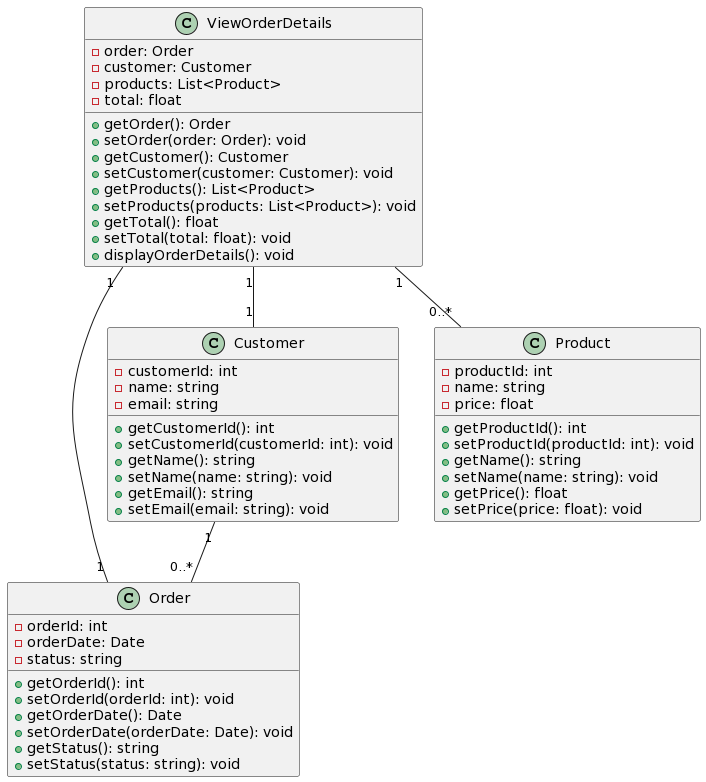 C ViewOrderDetails
order: Order
customer: Customer
products: List<Product>
total: float
getOrder(): Order
setOrder(order: Order): void
getCustomer(): Customer
setCustomer(customer: Customer): void
getProducts(): List<Product>
setProducts(products: List<Product>): void
getTotal(): float
setTotal(total: float): void
displayOrderDetails(): void
1
1
1
1
0..*
C Customer
customerId: int
name: string
email: string
getCustomerId(): int
setCustomerId(customerId: int): void
getName(): string
setName(name: string): void
getEmail(): string
setEmail(email: string): void
C Product
productId: int
name: string
price: float
getProductId(): int
setProductId(productId: int): void
getName(): string
setName(name: string): void
getPrice(): float
setPrice(price: float): void
1
1
0..*
C Order
orderId: int
orderDate: Date
status: string
getOrderId(): int
setOrderId(orderId: int): void
getOrderDate(): Date
setOrderDate(orderDate: Date): void
getStatus(): string
setStatus(status: string): void